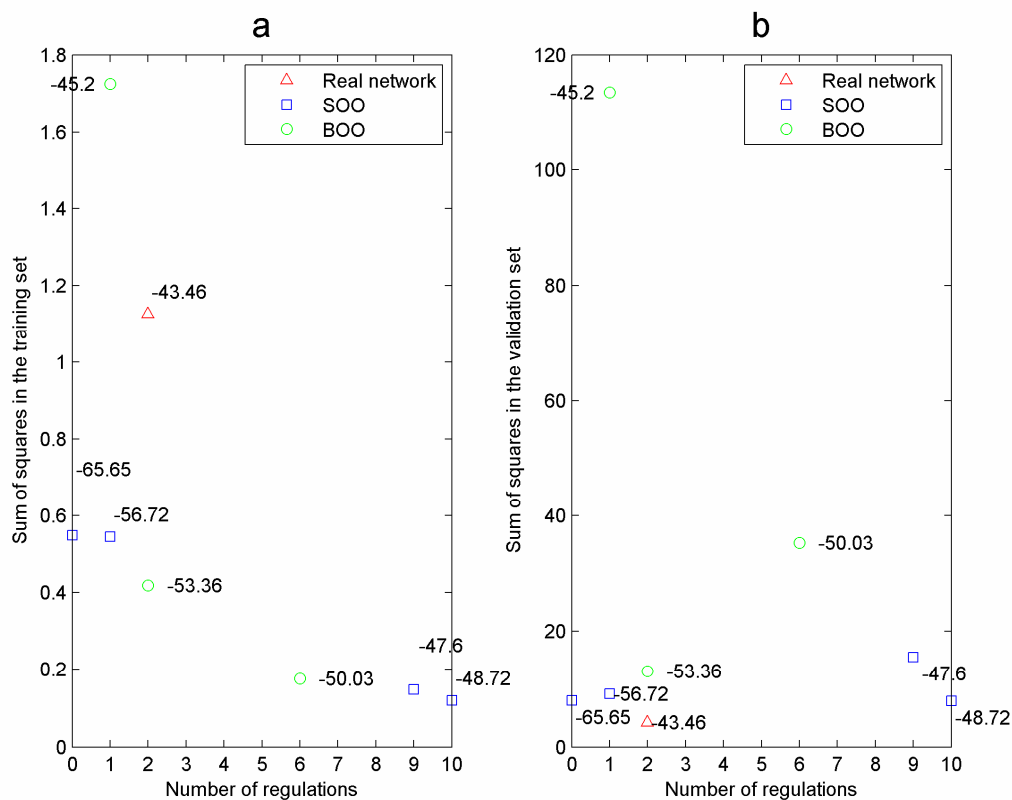 a
1.8
1.6
1.4
1.2
1
0.8
0.6
0.4
0.2
0
Sum of squares in the training set
Real network
SOO
BOO
-45.2
-43.46
-65.65
-56.72
-53.36
-50.03
-47.6
-48.72
0 1 2 3 4 5 6 7 8 9 10
Number of regulations
b
120
100
80
60
40
20
0
Sum of squares in the validation set
Real network
SOO
BOO
-45.2
-50.03
-53.36
-47.6
-56.72
-65.65
-43.46
-48.72
0 1 2 3 4 5 6 7 8 9 10
Number of regulations